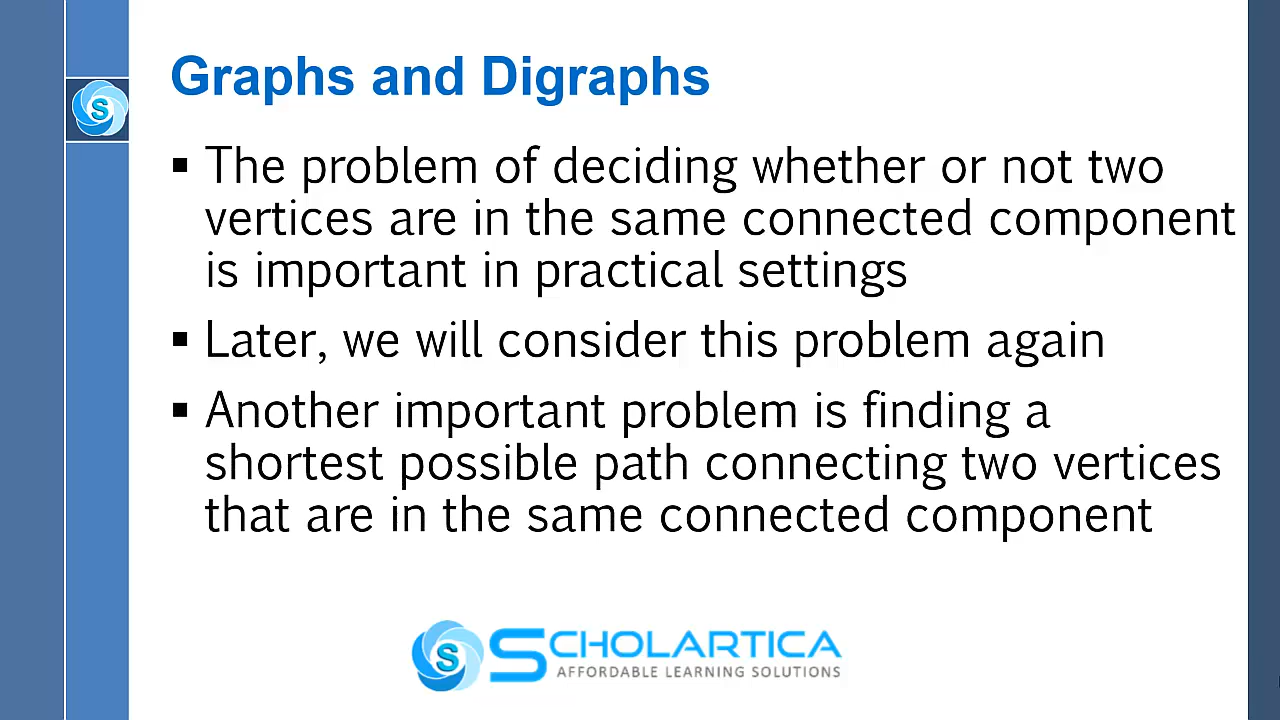 Graphs and Digraphs
S
▪ The problem of deciding whether or not two
vertices are in the same connected component
is important in practical settings
▪ Later, we will consider this problem again
▪ Another important problem is finding a
shortest possible path connecting two vertices
that are in the same connected component
S SCHOLARTICA
AFFORDABLE LEARNING SOLUTIONS